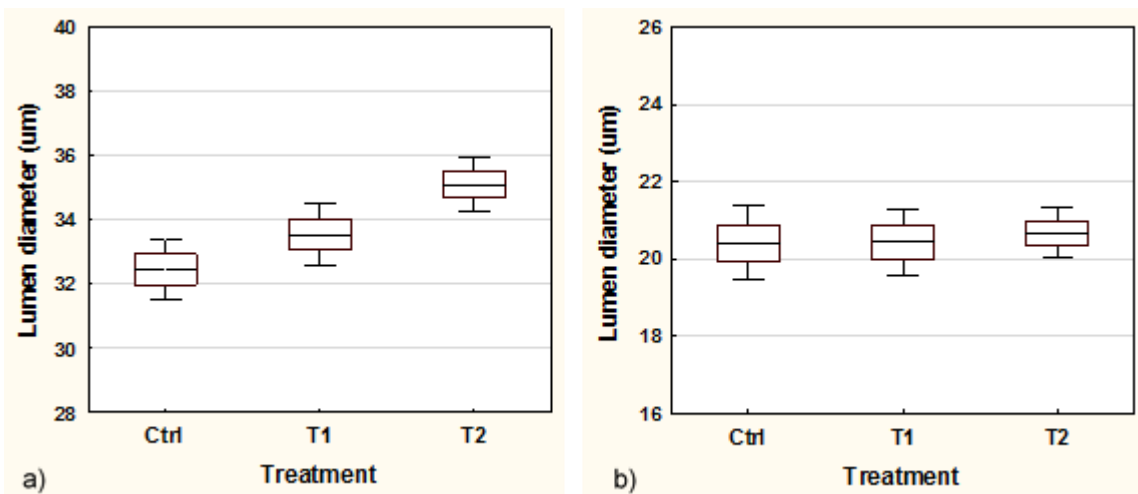 Lumen diameter (um)
40
38
36
34
32
30
28
Ctrl T1 T2
Treatment
a)
Lumen diameter (um)
26
24
22
20
18
16
Ctrl T1 T2
Treatment
b)